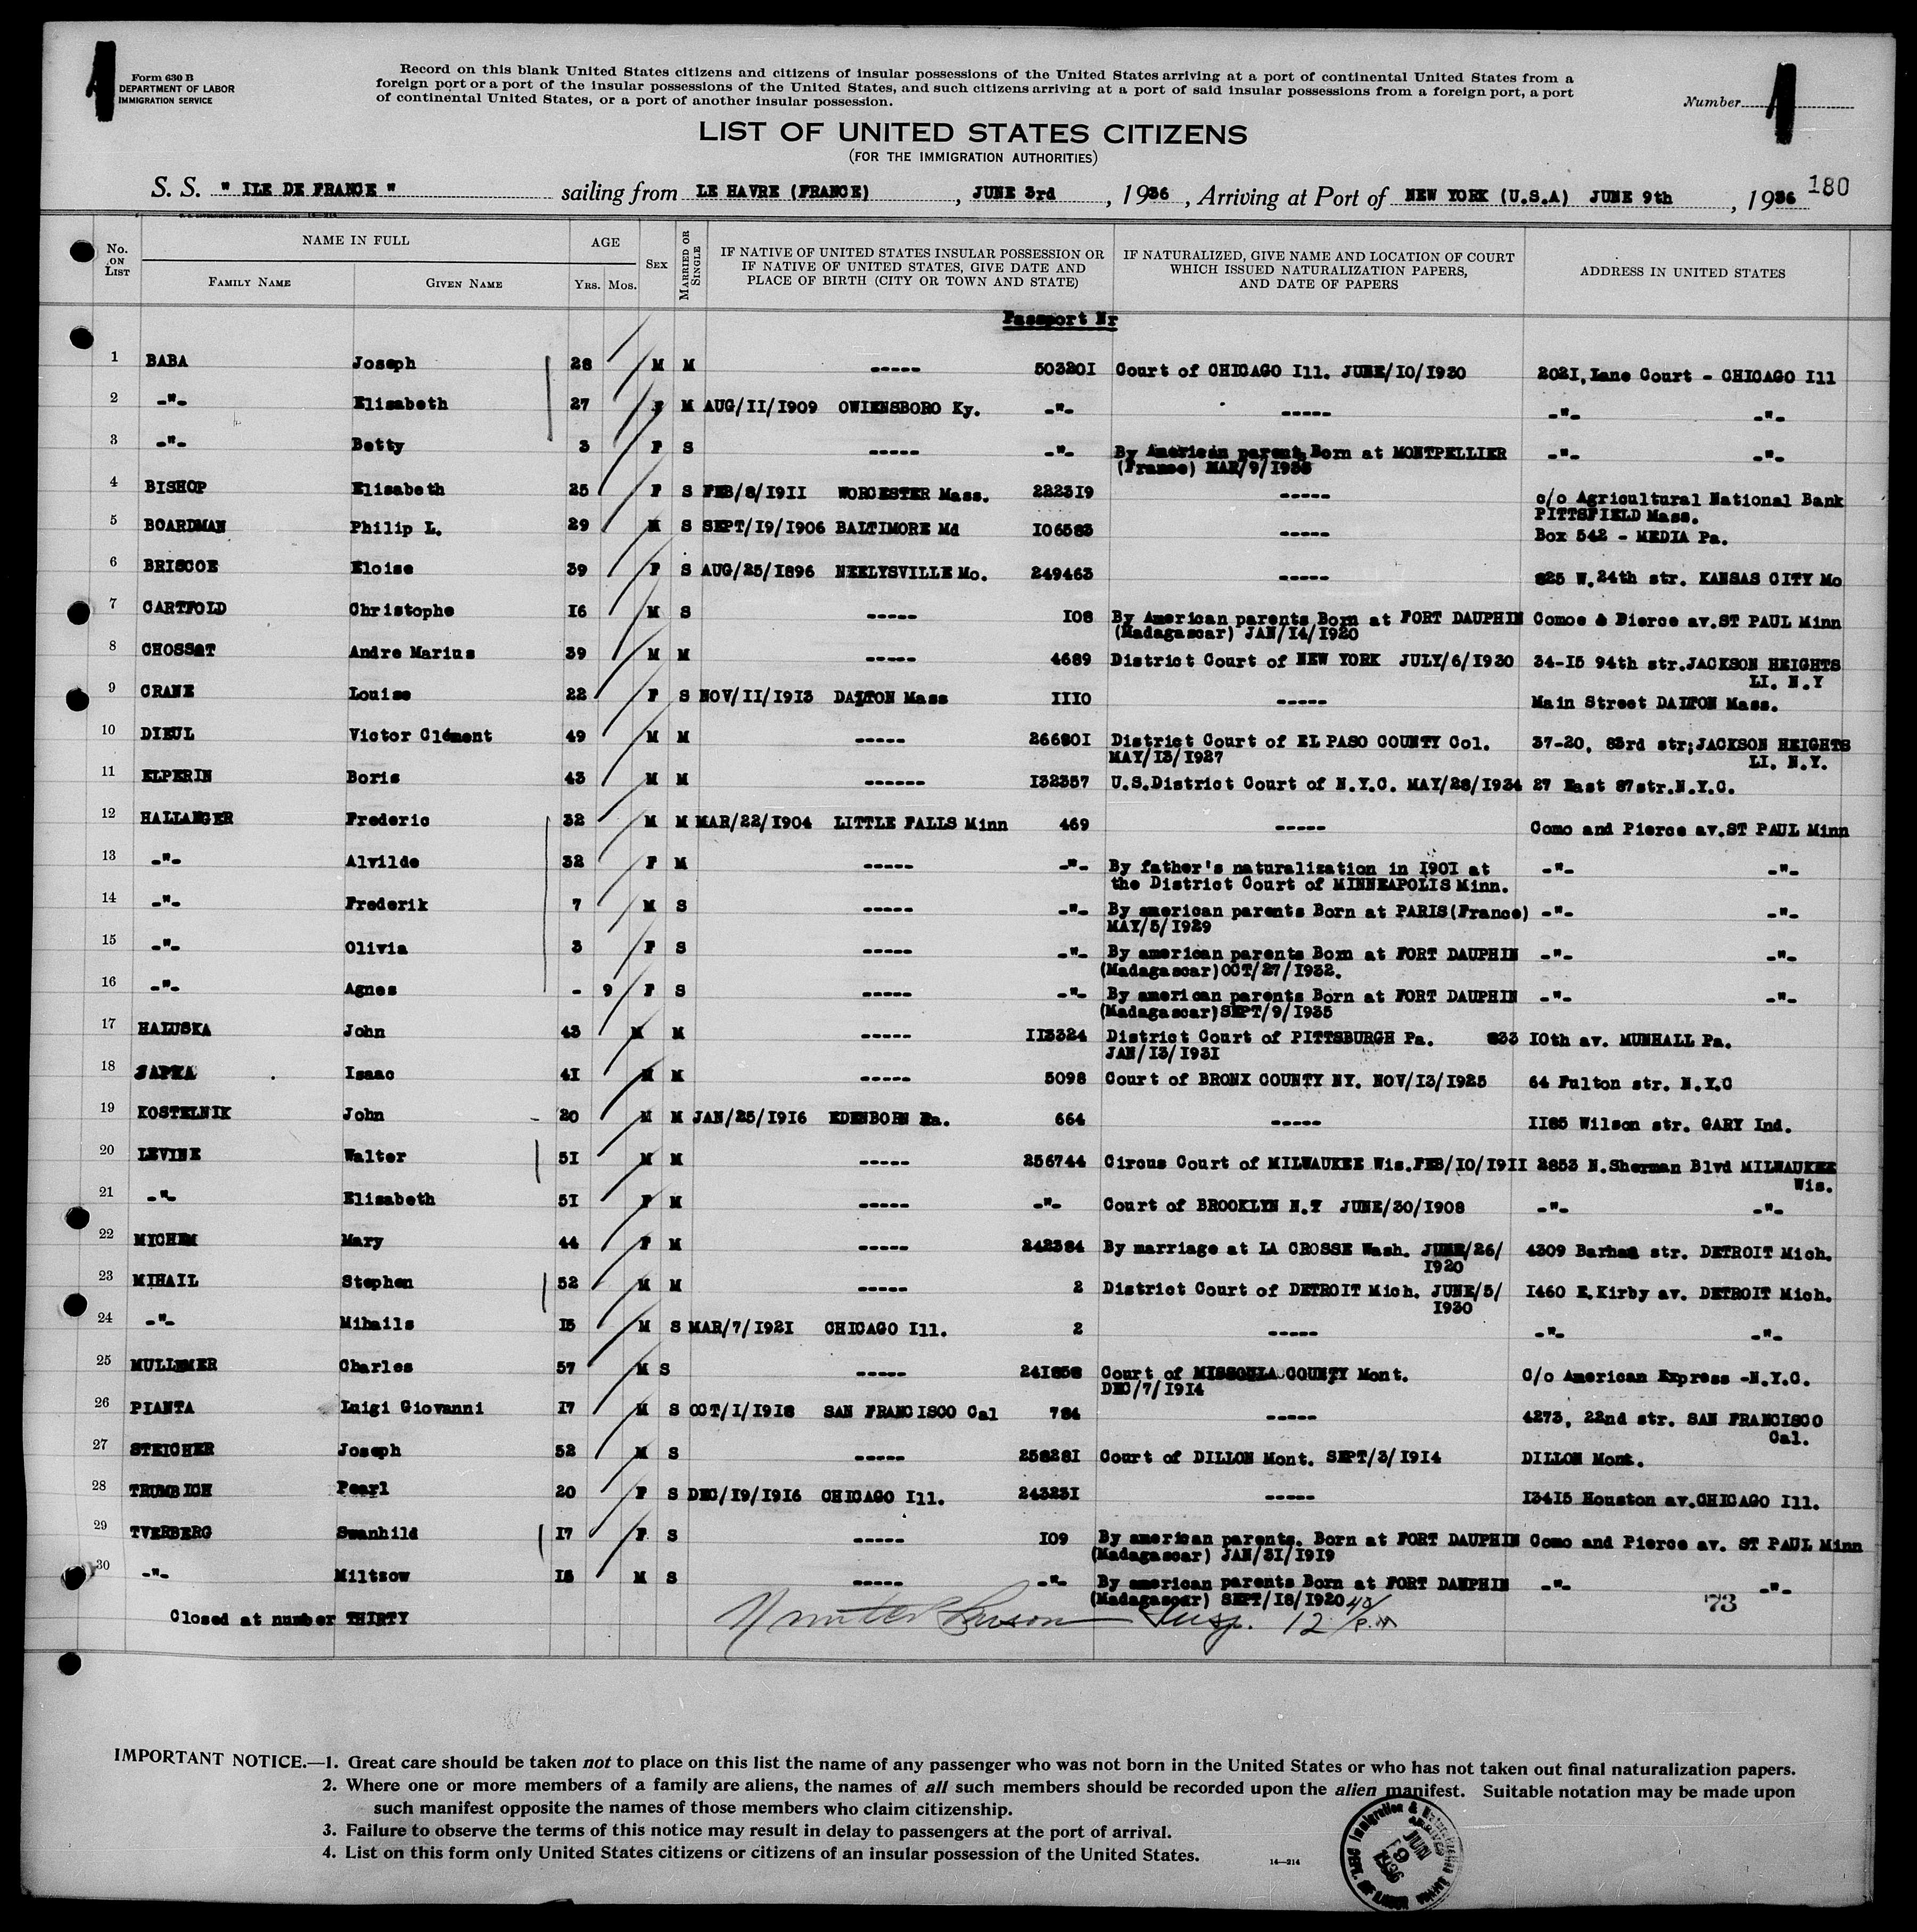 Form 630 B
DEPARTMENT OF LABOR
IMMIGRATION SERVICE
Record on this blank United States citizens and citizens of insular possessions of the United States arriving at a port of continental United States from a
foreign port or a port of the insular possessions of the United States, and such citizens arriving at a port of said insular possessions from a foreign port, a port
of continental United States, or a port of another insular possession.
Number 1
LIST OF UNITED STATES CITIZENS
(FOR THE IMMIGRATION AUTHORITIES)
S. S. " ILE DE FRANCE " sailing from LE HAVRE (FRANCE) , JUNE 3rd , 1936 , Arriving at Port of NEW YORK (U.S.A) JUNE 9th , 1936 180
No. ON LIST NAME IN FULL AGE SEX MARRIED OR SINGLE IF NATIVE OF UNITED STATES INSULAR POSSESSION OR IF NATIVE OF UNITED STATES, GIVE DATE AND PLACE OF BIRTH (CITY OR TOWN AND STATE) IF NATURALIZED, GIVE NAME AND LOCATION OF COURT WHICH ISSUED NATURALIZATION PAPERS, AND DATE OF PAPERS ADDRESS IN UNITED STATES
FAMILY NAME GIVEN NAME YRS. MOS.
Passport Nr
1 BABA Joseph 28 M M ----- 503201 Court of CHICAGO Ill. JUNE/10/1930 2021, Lane Court - CHICAGO Ill
2 -"- Elisabeth 27 F M AUG/11/1909 OWIENSBORO Ky. -"- ----- -"- -"-
3 -"- Betty 3 F S ----- -"- By American parents Born at MONTPELLIER -"- -"-
(France) MAR/9/1933
4 BISHOP Elisabeth 25 F S FEB/8/1911 WORCESTER Mass. 222319 ----- c/o Agricultural National Bank
PITTSFIELD Mass.
5 BOARDMAN Philip L. 29 M S SEPT/19/1906 BALTIMORE Md 106583 ----- Box 542 - MEDIA Pa.
6 BRISCOE Eloise 39 F S AUG/25/1896 NEELYSVILLE Mo. 249463 ----- 825 W. 24th str. KANSAS CITY Mo
7 CARTFOLD Christophe 16 M S ----- 108 By American parents Born at FORT DAUPHIN Comoe & Pierce av. ST PAUL Minn
(Madagascar) JAN/14/1920
8 CHOSSAT Andre Marius 39 M M ----- 4689 District Court of NEW YORK JULY/6/1930 34-15 94th str. JACKSON HEIGHTS
LI. N.Y
9 CRANE Louise 22 F S NOV/11/1913 DALTON Mass 1110 ----- Main Street DALTON Mass.
10 DIEUL Victor Clément 49 M M ----- 266801 District Court of EL PASO COUNTY Col. 37-20, 83rd str; JACKSON HEIGHTS
MAY/13/1927 LI. N.Y.
11 ELPERIN Boris 43 M M ------ 132357 U.S. District Court of N.Y.C. MAY/28/1934 27 East 87 str. N.Y.C.
12 HALLANGER Frederic 32 M M MAR/22/1904 LITTLE FALLS Minn 469 ----- Como and Pierce av. ST PAUL Minn
13 -"- Alvilde 32 F M ----- -"- By father's naturalization in 1901 at -"- -"-
the District Court of MINNEAPOLIS Minn.
14 -"- Frederik 7 M S ----- -"- By american parents Born at PARIS (France) -"- -"-
MAY/5/1929
15 -"- Olivia 3 F S ----- -"- By american parents Born at FORT DAUPHIN -"- -"-
(Madagascar) OCT/27/1932.
16 -"- Agnes - 9 F S ----- -"- By american parents Born at FORT DAUPHIN -"- -"-
(Madagascar) SEPT/9/1935
17 HALUSKA John 43 M M ----- 113324 District Court of PITTSBURGH Pa. 833 10th av. MUNHALL Pa.
JAN/13/1931
18 Isaac 41 M M ----- 5098 Court of BRONX COUNTY NY. NOV/13/1925 64 Fulton str. N.Y.C
19 KOSTELNIK John - 20 M M JAN/25/1916 EDENBORN Pa. 664 ----- 1185 Wilson str. GARY Ind.
20 LEVINE Walter 51 M M ----- 256744 Circus Court of MILWAUKEE Wis. FEB/10/1911 2853 N. Sherman Blvd MILWAUKEE
Wis.
21 -"- Elisabeth 51 F M ----- -"- Court of BROOKLYN N.Y JUNE/30/1908 -"- -"-
22 MYCHEM Mary 44 F M ----- 242384 By marriage at LA CROSSE Wash. JUNE/26/ 4309 Barham str. DETROIT Mich.
1920
23 MIHAIL Stephen 52 M M ----- 2 District Court of DETROIT Mich. JUNE/5/ 1460 E. Kirby av. DETROIT Mich.
1930
24 -"- Mihails 15 M S MAR/7/1921 CHICAGO Ill. 2 ----- -"- -"-
25 MULLEMER Charles 57 M S ----- 241858 Court of MISSOULA COUNTY Mont. C/o American Express -N.Y.C.
DEC/7/1914
26 PIANTA Luigi Giovanni 17 M S OCT/1/1918 SAN FRANCISCO Cal 784 ----- 4273, 22nd str. SAN FRANCISCO
Cal.
27 STEICHER Joseph 52 M S ----- 258281 Court of DILLON Mont. SEPT/3/1914 DILLON Mont.
28 TRUMBICH Pearl 20 F S DEC/19/1916 CHICAGO Ill. 243231 ----- 13415 Houston av. CHICAGO Ill.
29 TVERBERG Swanhild 17 F S ----- 109 By american parents. Born at FORT DAUPHIN Como and Pierce av. ST PAUL Minn
(Madagascar) JAN/31/1919
30 -"- Miltzow 15 M S ----- -"- By american parents Born at FORT DAUPHIN -"- -"-
(Madagascar) SEPT/18/1920
Closed at number THIRTY Insp. 12 40/p.m 73
IMPORTANT NOTICE.—1. Great care should be taken not to place on this list the name of any passenger who was not born in the United States or who has not taken out final naturalization papers.
2. Where one or more members of a family are aliens, the names of all such members should be recorded upon the alien manifest. Suitable notation may be made upon
such manifest opposite the names of those members who claim citizenship.
3. Failure to observe the terms of this notice may result in delay to passengers at the port of arrival.
4. List on this form only United States citizens or citizens of an insular possession of the United States.
14—214
JUN 9 1936